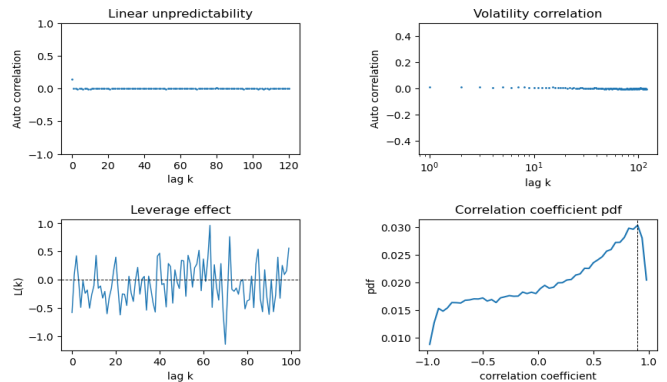 Linear unpredictability
1.0
0.5
0.0
−0.5
−1.0
Auto correlation
0 20 40 60 80 100 120
lag k
Volatility correlation
0.4
0.2
0.0
−0.2
−0.4
Auto correlation
10⁰ 10¹ 10²
lag k
Leverage effect
1.0
0.5
0.0
−0.5
−1.0
L(k)
0 20 40 60 80 100
lag k
Correlation coefficient pdf
0.030
0.025
0.020
0.015
0.010
pdf
−1.0 −0.5 0.0 0.5 1.0
correlation coefficient